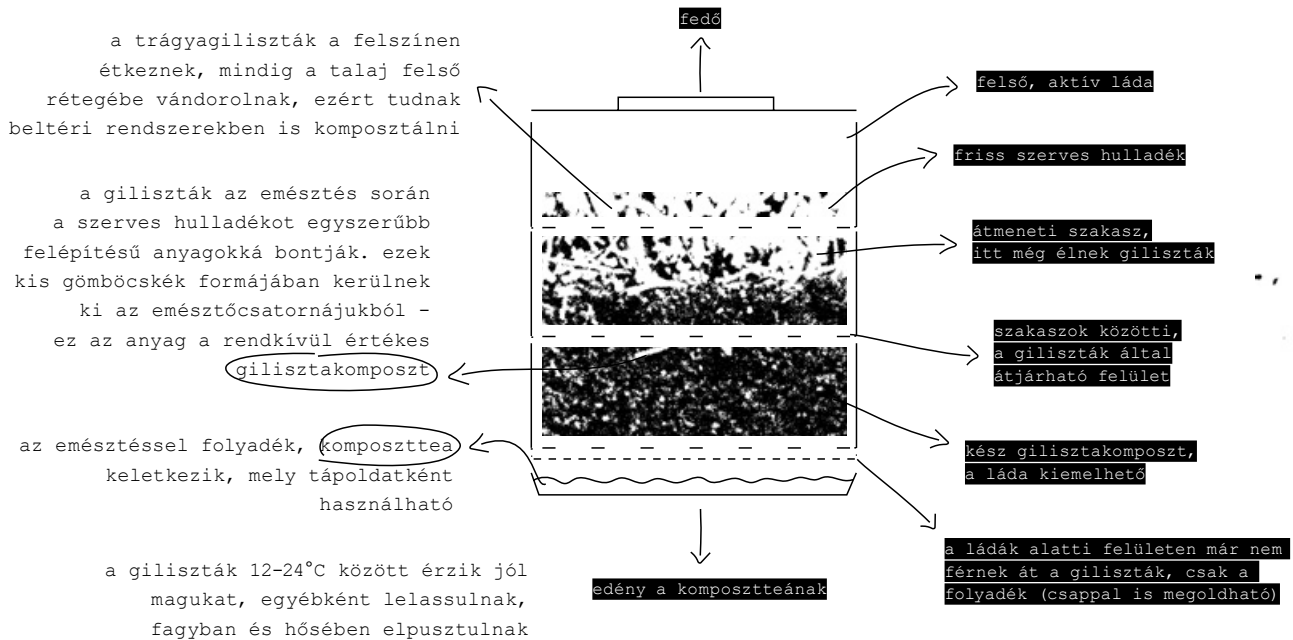 fedő
a trágyagiliszták a felszínen
étkeznek, mindig a talaj felső
rétegébe vándorolnak, ezért tudnak
beltéri rendszerekben is komposztálni
a giliszták az emésztés során
a szerves hulladékot egyszerűbb
felépítésű anyagokká bontják. ezek
kis gömböcskék formájában kerülnek
ki az emésztőcsatornájukból –
ez az anyag a rendkívül értékes
gilisztakomposzt
az emésztéssel folyadék, komposzttea
keletkezik, mely tápoldatként
használható
a giliszták 12–24°C között érzik jól
magukat, egyébként lelassulnak,
fagyban és hőségben elpusztulnak
felső, aktív láda
friss szerves hulladék
átmeneti szakasz,
itt még élnek giliszták
szakaszok közötti,
a giliszták által
átjárható felület
kész gilisztakomposzt,
a láda kiemelhető
a ládák alatti felületen már nem
férnek át a giliszták, csak a
folyadék (csappal is megoldható)
edény a komposztteának